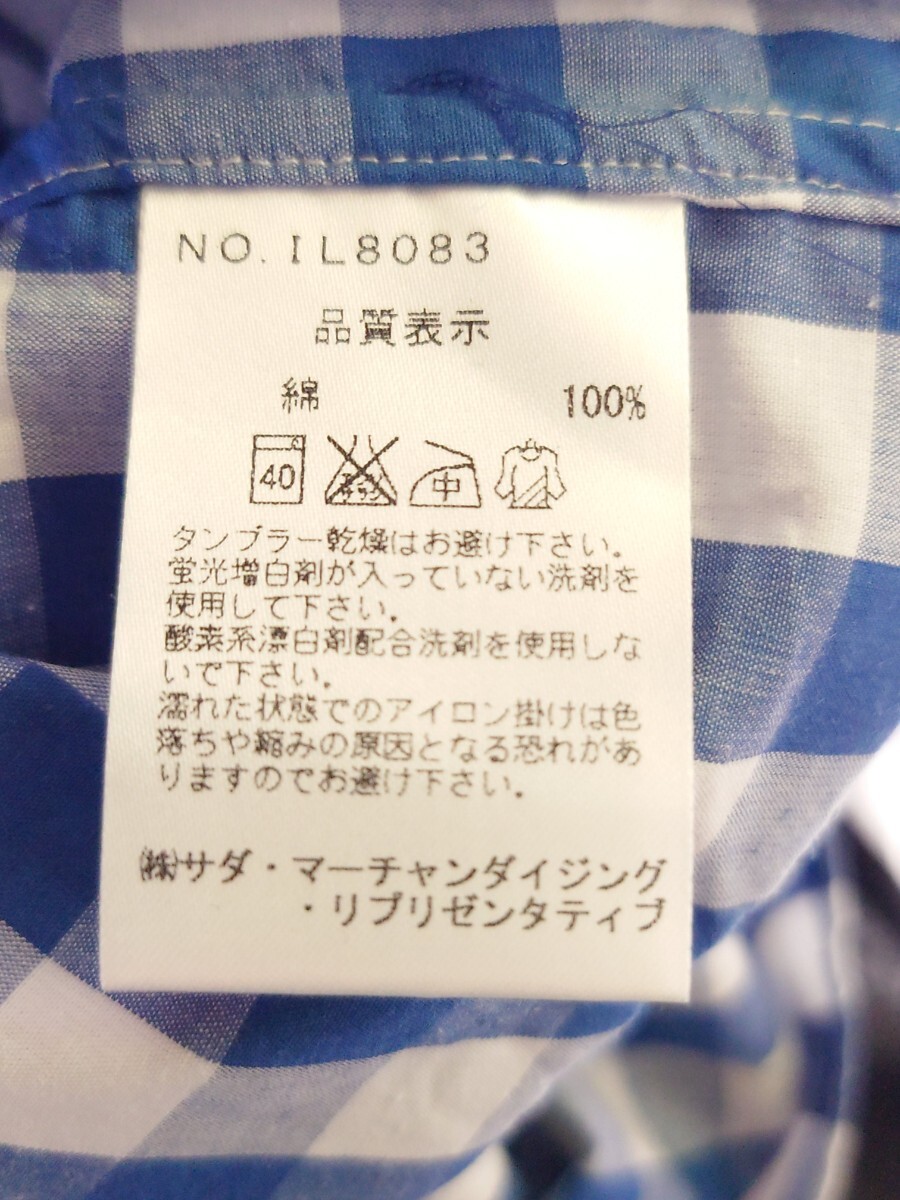 NO.IL8083
品質表示
綿 100%
40 中
タンブラー乾燥はお避け下さい。
蛍光増白剤が入っていない洗剤を
使用して下さい。
酸素系漂白剤配合洗剤を使用しな
いで下さい。
濡れた状態でのアイロン掛けは色
落ちや縮みの原因となる恐れがあ
りますのでお避け下さい。
㈱サダ・マーチャンダイジング
・リプリゼンタティブ